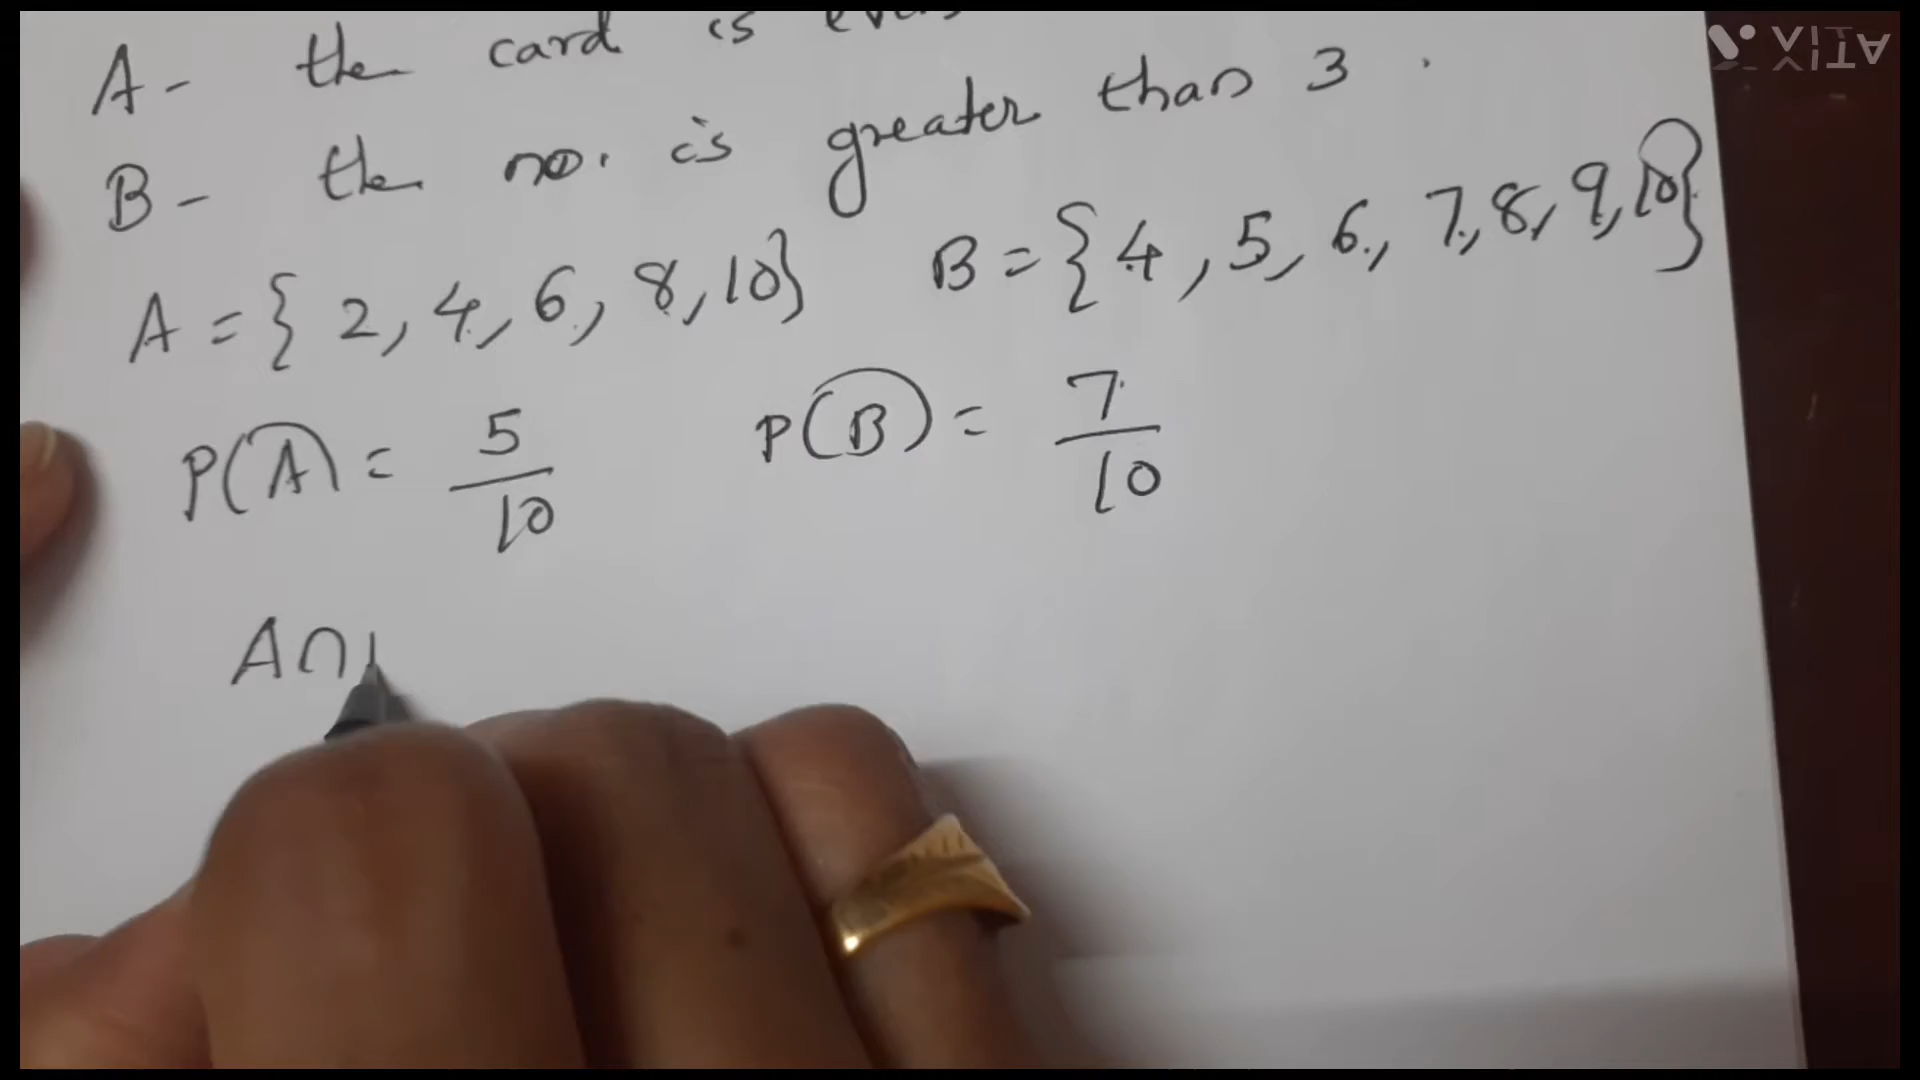 A - the card is
B - the no. is greater than 3.
A = { 2, 4, 6, 8, 10} B = { 4, 5, 6, 7, 8, 9, 10}
P(A) = 5/10 P(B) = 7/10
A∩